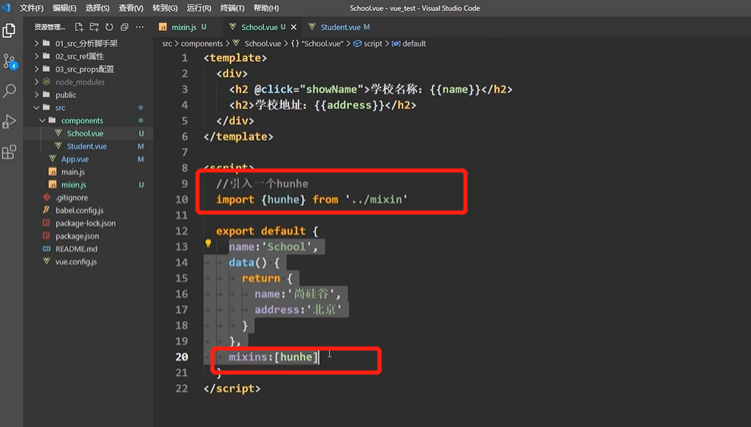 文件(F) 编辑(E) 选择(S) 查看(V) 转到(G) 运行(R) 终端(T) 帮助(H)
School.vue - vue_test - Visual Studio Code
资源管理...
mixin.js U
School.vue U ×
Student.vue M
src > components > School.vue > {} "School.vue" > script > default
01_src_分析脚手架
02_src_ref属性
03_src_props配置
node_modules
public
src
components
School.vue U
Student.vue M
App.vue M
main.js
mixin.js U
.gitignore
babel.config.js
package-lock.json
package.json
README.md
vue.config.js
4
1 <template>
2 <div>
3 <h2 @click="showName">学校名称：{{name}}</h2>
4 <h2>学校地址：{{address}}</h2>
5 </div>
6 </template>
7
8 <script>
9 //引入一个hunhe
10 import {hunhe} from '../mixin'
11
12 export default {
13 name:'School',
14 data() {
15 return {
16 name:'尚硅谷',
17 address:'北京'
18 }
19 },
20 mixins:[hunhe]
21 }
22 </script>